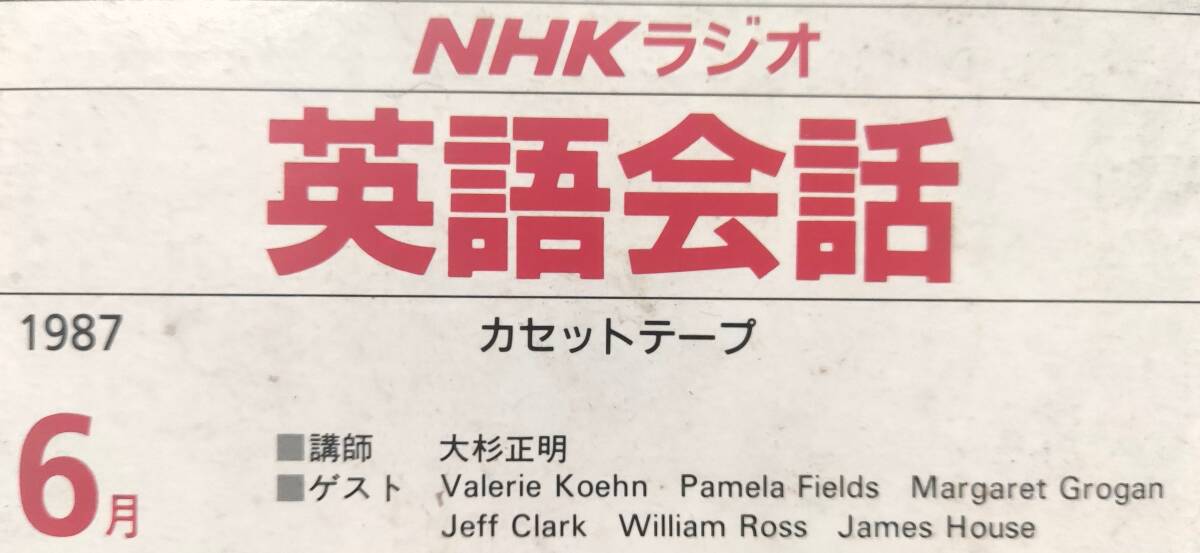 NHKラジオ
英語会話
1987 カセットテープ
6月
■講師 大杉正明
■ゲスト Valerie Koehn Pamela Fields Margaret Grogan
Jeff Clark William Ross James House